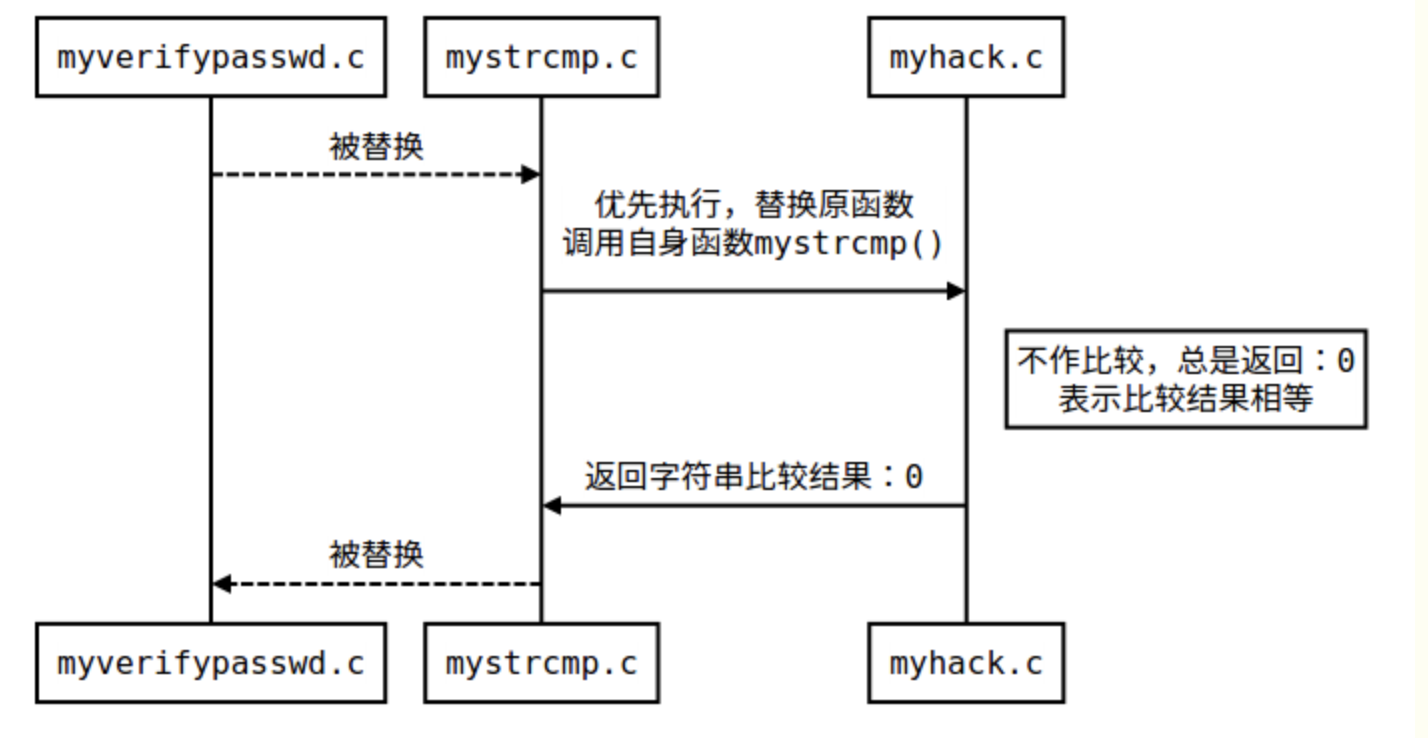 myverifypasswd.c
mystrcmp.c
myhack.c
被替换
优先执行，替换原函数
调用自身函数mystrcmp()
不作比较，总是返回：0
表示比较结果相等
返回字符串比较结果：0
被替换
myverifypasswd.c
mystrcmp.c
myhack.c